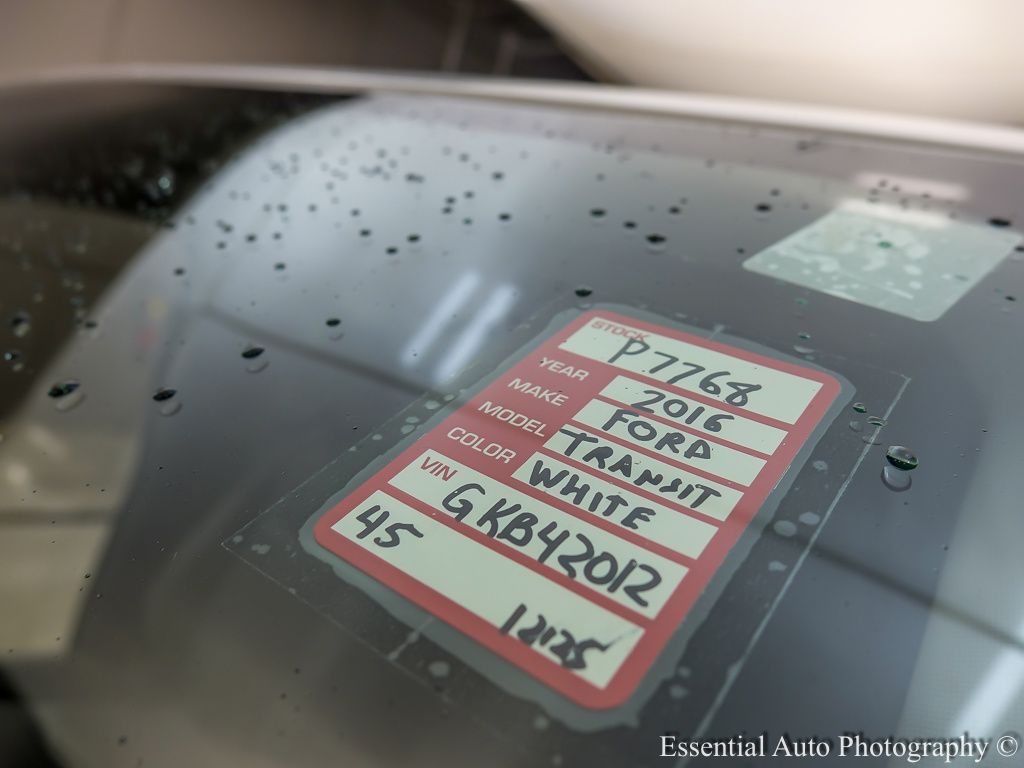 STOCK P7768
YEAR 2016
MAKE FORD
MODEL TRANSIT
COLOR WHITE
VIN GKB42012
45
12125
Essential Auto Photography ©